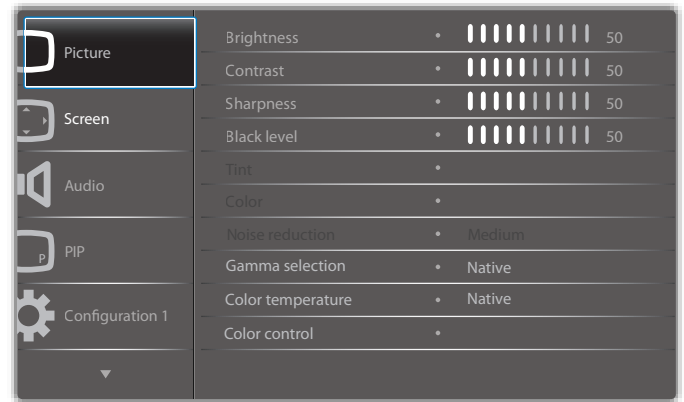 Picture
Screen
Audio
P
PIP
Configuration 1
Brightness • 50
Contrast • 50
Sharpness • 50
Black level • 50
Tint •
Color •
Noise reduction • Medium
Gamma selection • Native
Color temperature • Native
Color control •